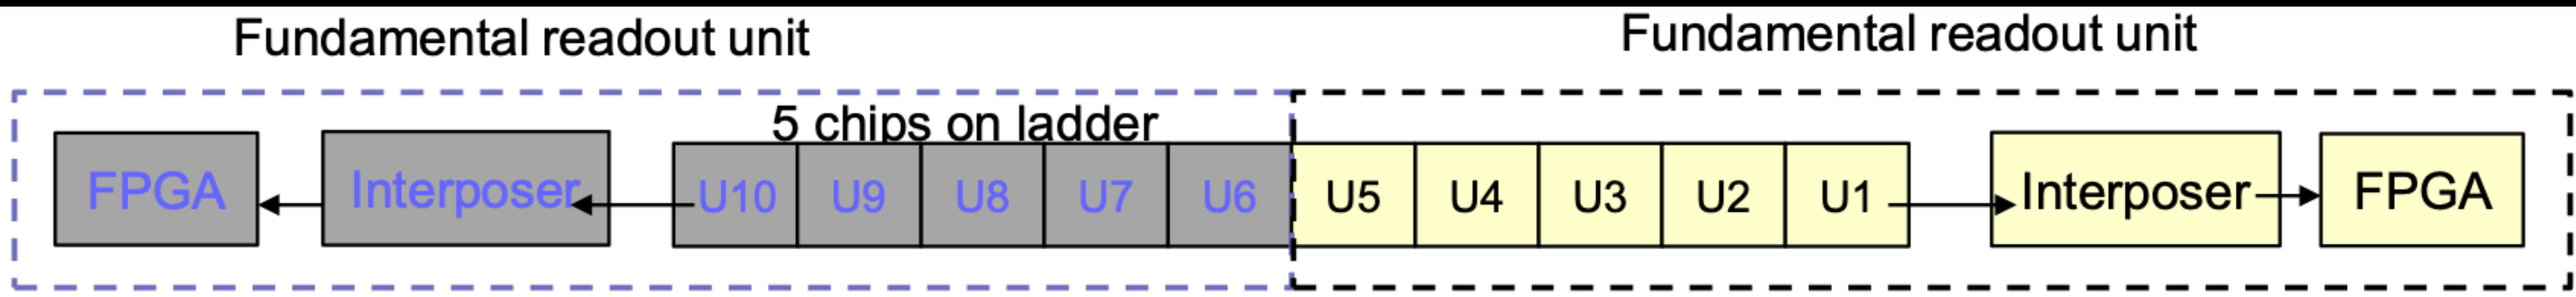 Fundamental readout unit
Fundamental readout unit
5 chips on ladder
FPGA
Interposer
U10
U9
U8
U7
U6
U5
U4
U3
U2
U1
Interposer
FPGA